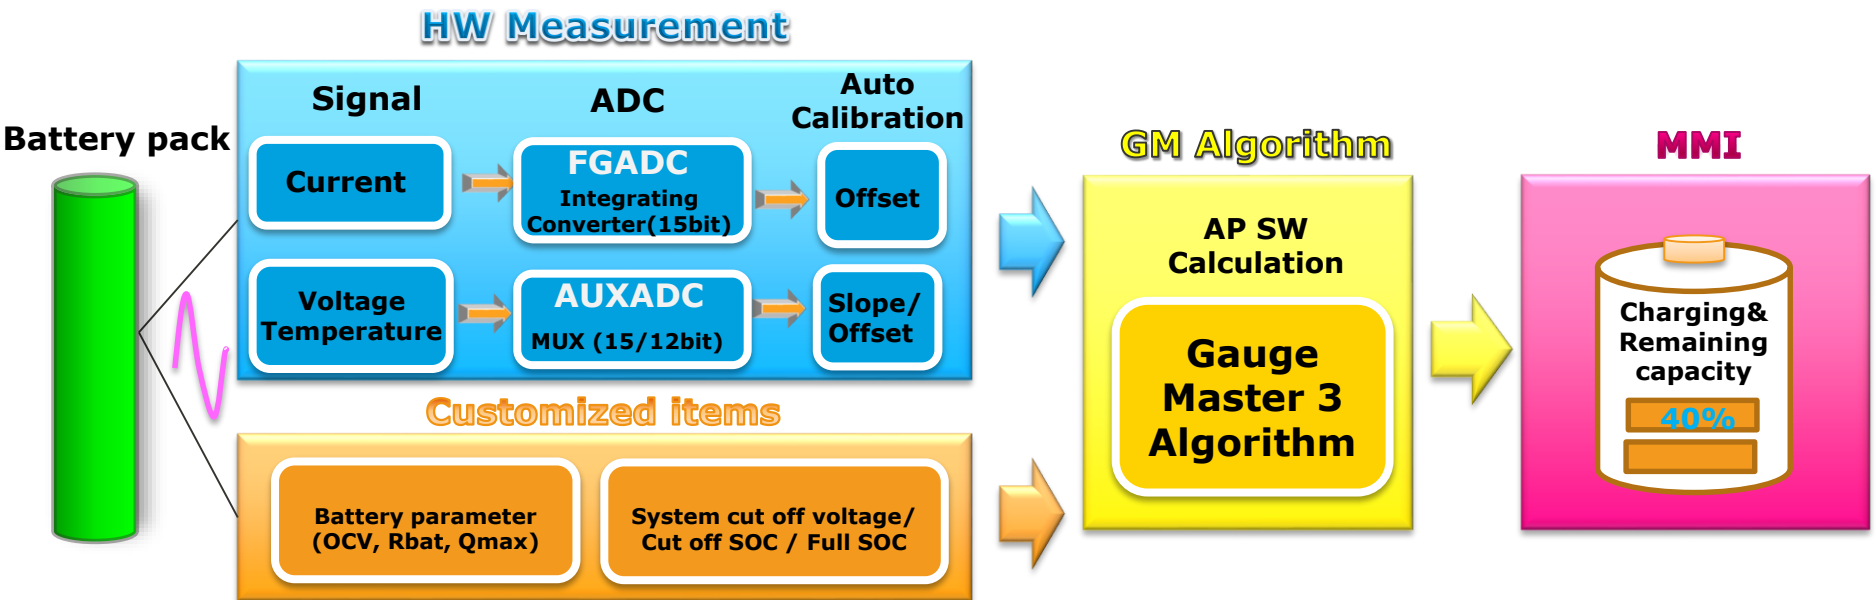 HW Measurement
Battery pack
Signal
ADC
Auto
Calibration
Current
FGADC
Integrating
Converter(15bit)
Offset
Voltage
Temperature
AUXADC
MUX (15/12bit)
Slope/
Offset
Customized items
Battery parameter
(OCV, Rbat, Qmax)
System cut off voltage/
Cut off SOC / Full SOC
GM Algorithm
AP SW
Calculation
Gauge
Master 3
Algorithm
MMI
Charging&
Remaining
capacity
40%